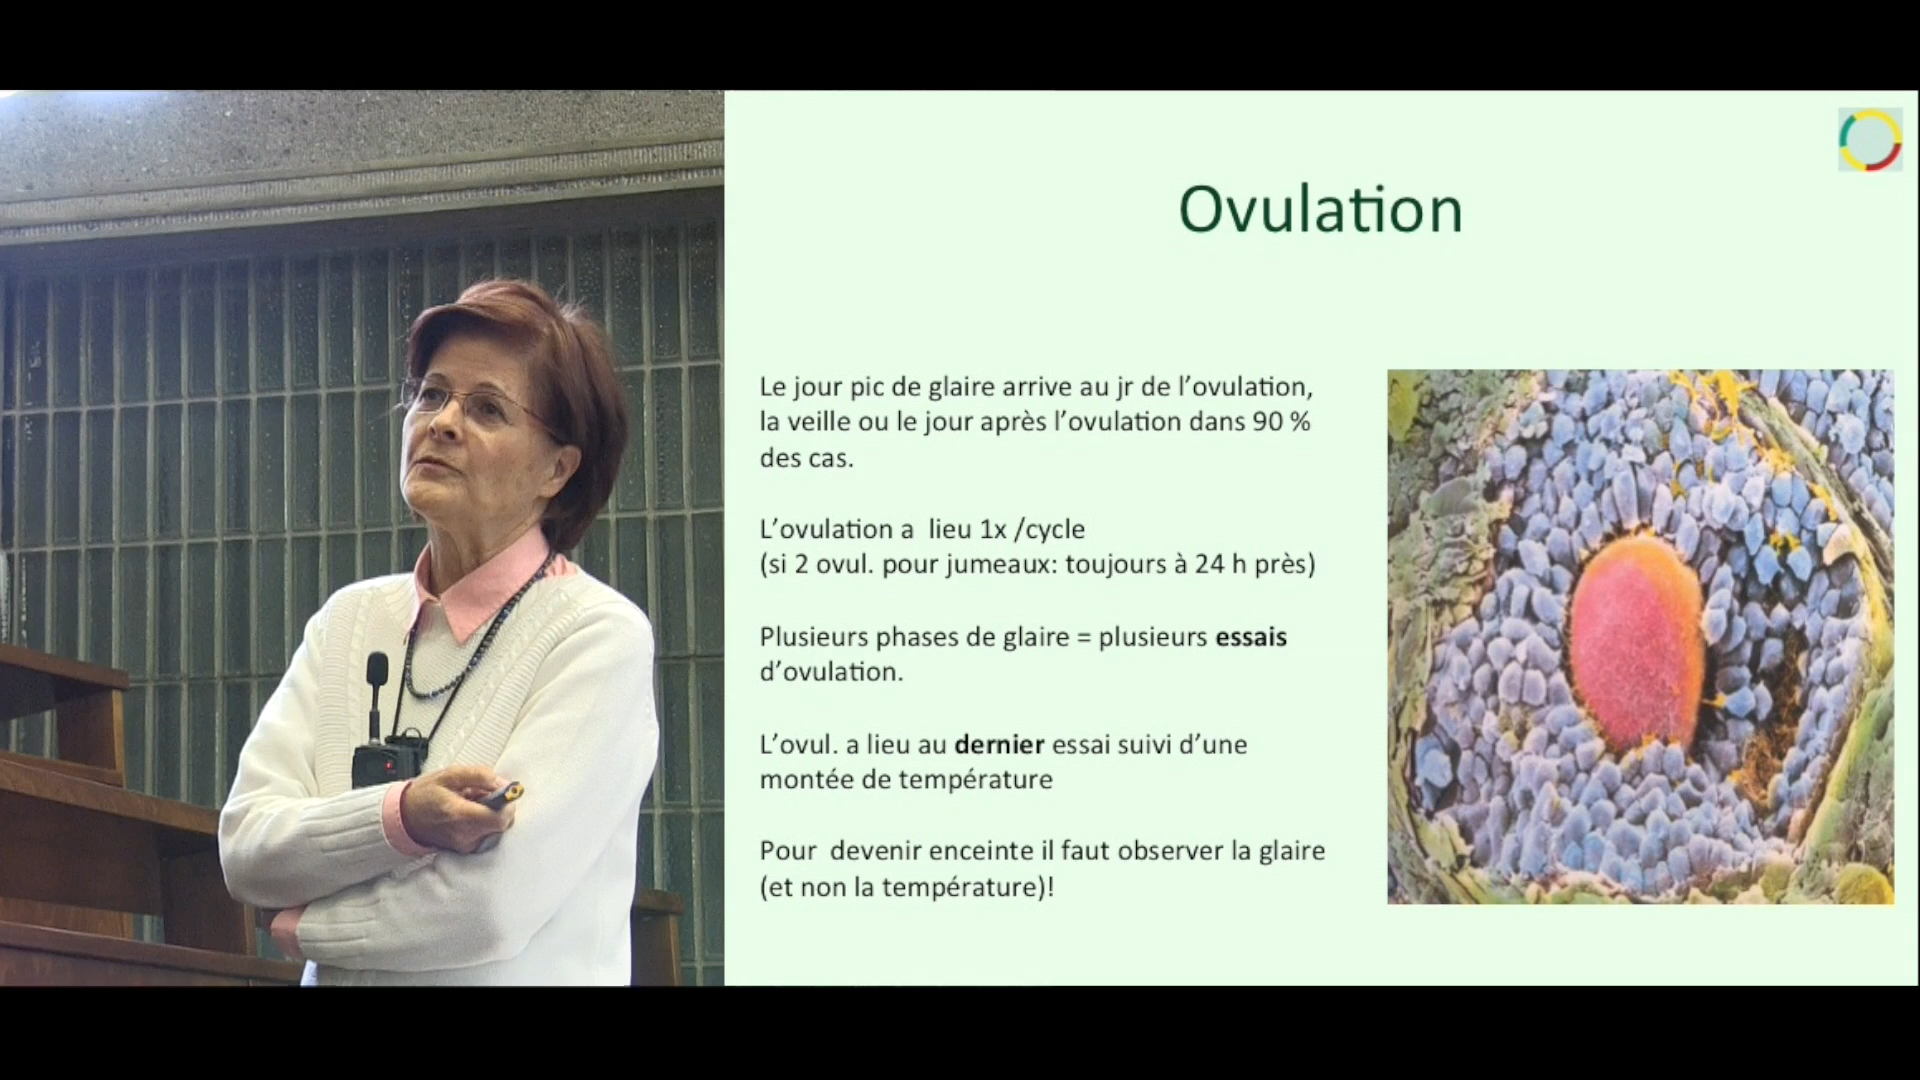 Ovulation
Le jour pic de glaire arrive au jr de l’ovulation,
la veille ou le jour après l’ovulation dans 90 %
des cas.
L’ovulation a  lieu 1x /cycle
(si 2 ovul. pour jumeaux: toujours à 24 h près)
Plusieurs phases de glaire = plusieurs essais
d’ovulation.
L’ovul. a lieu au dernier essai suivi d’une
montée de température
Pour  devenir enceinte il faut observer la glaire
(et non la température)!